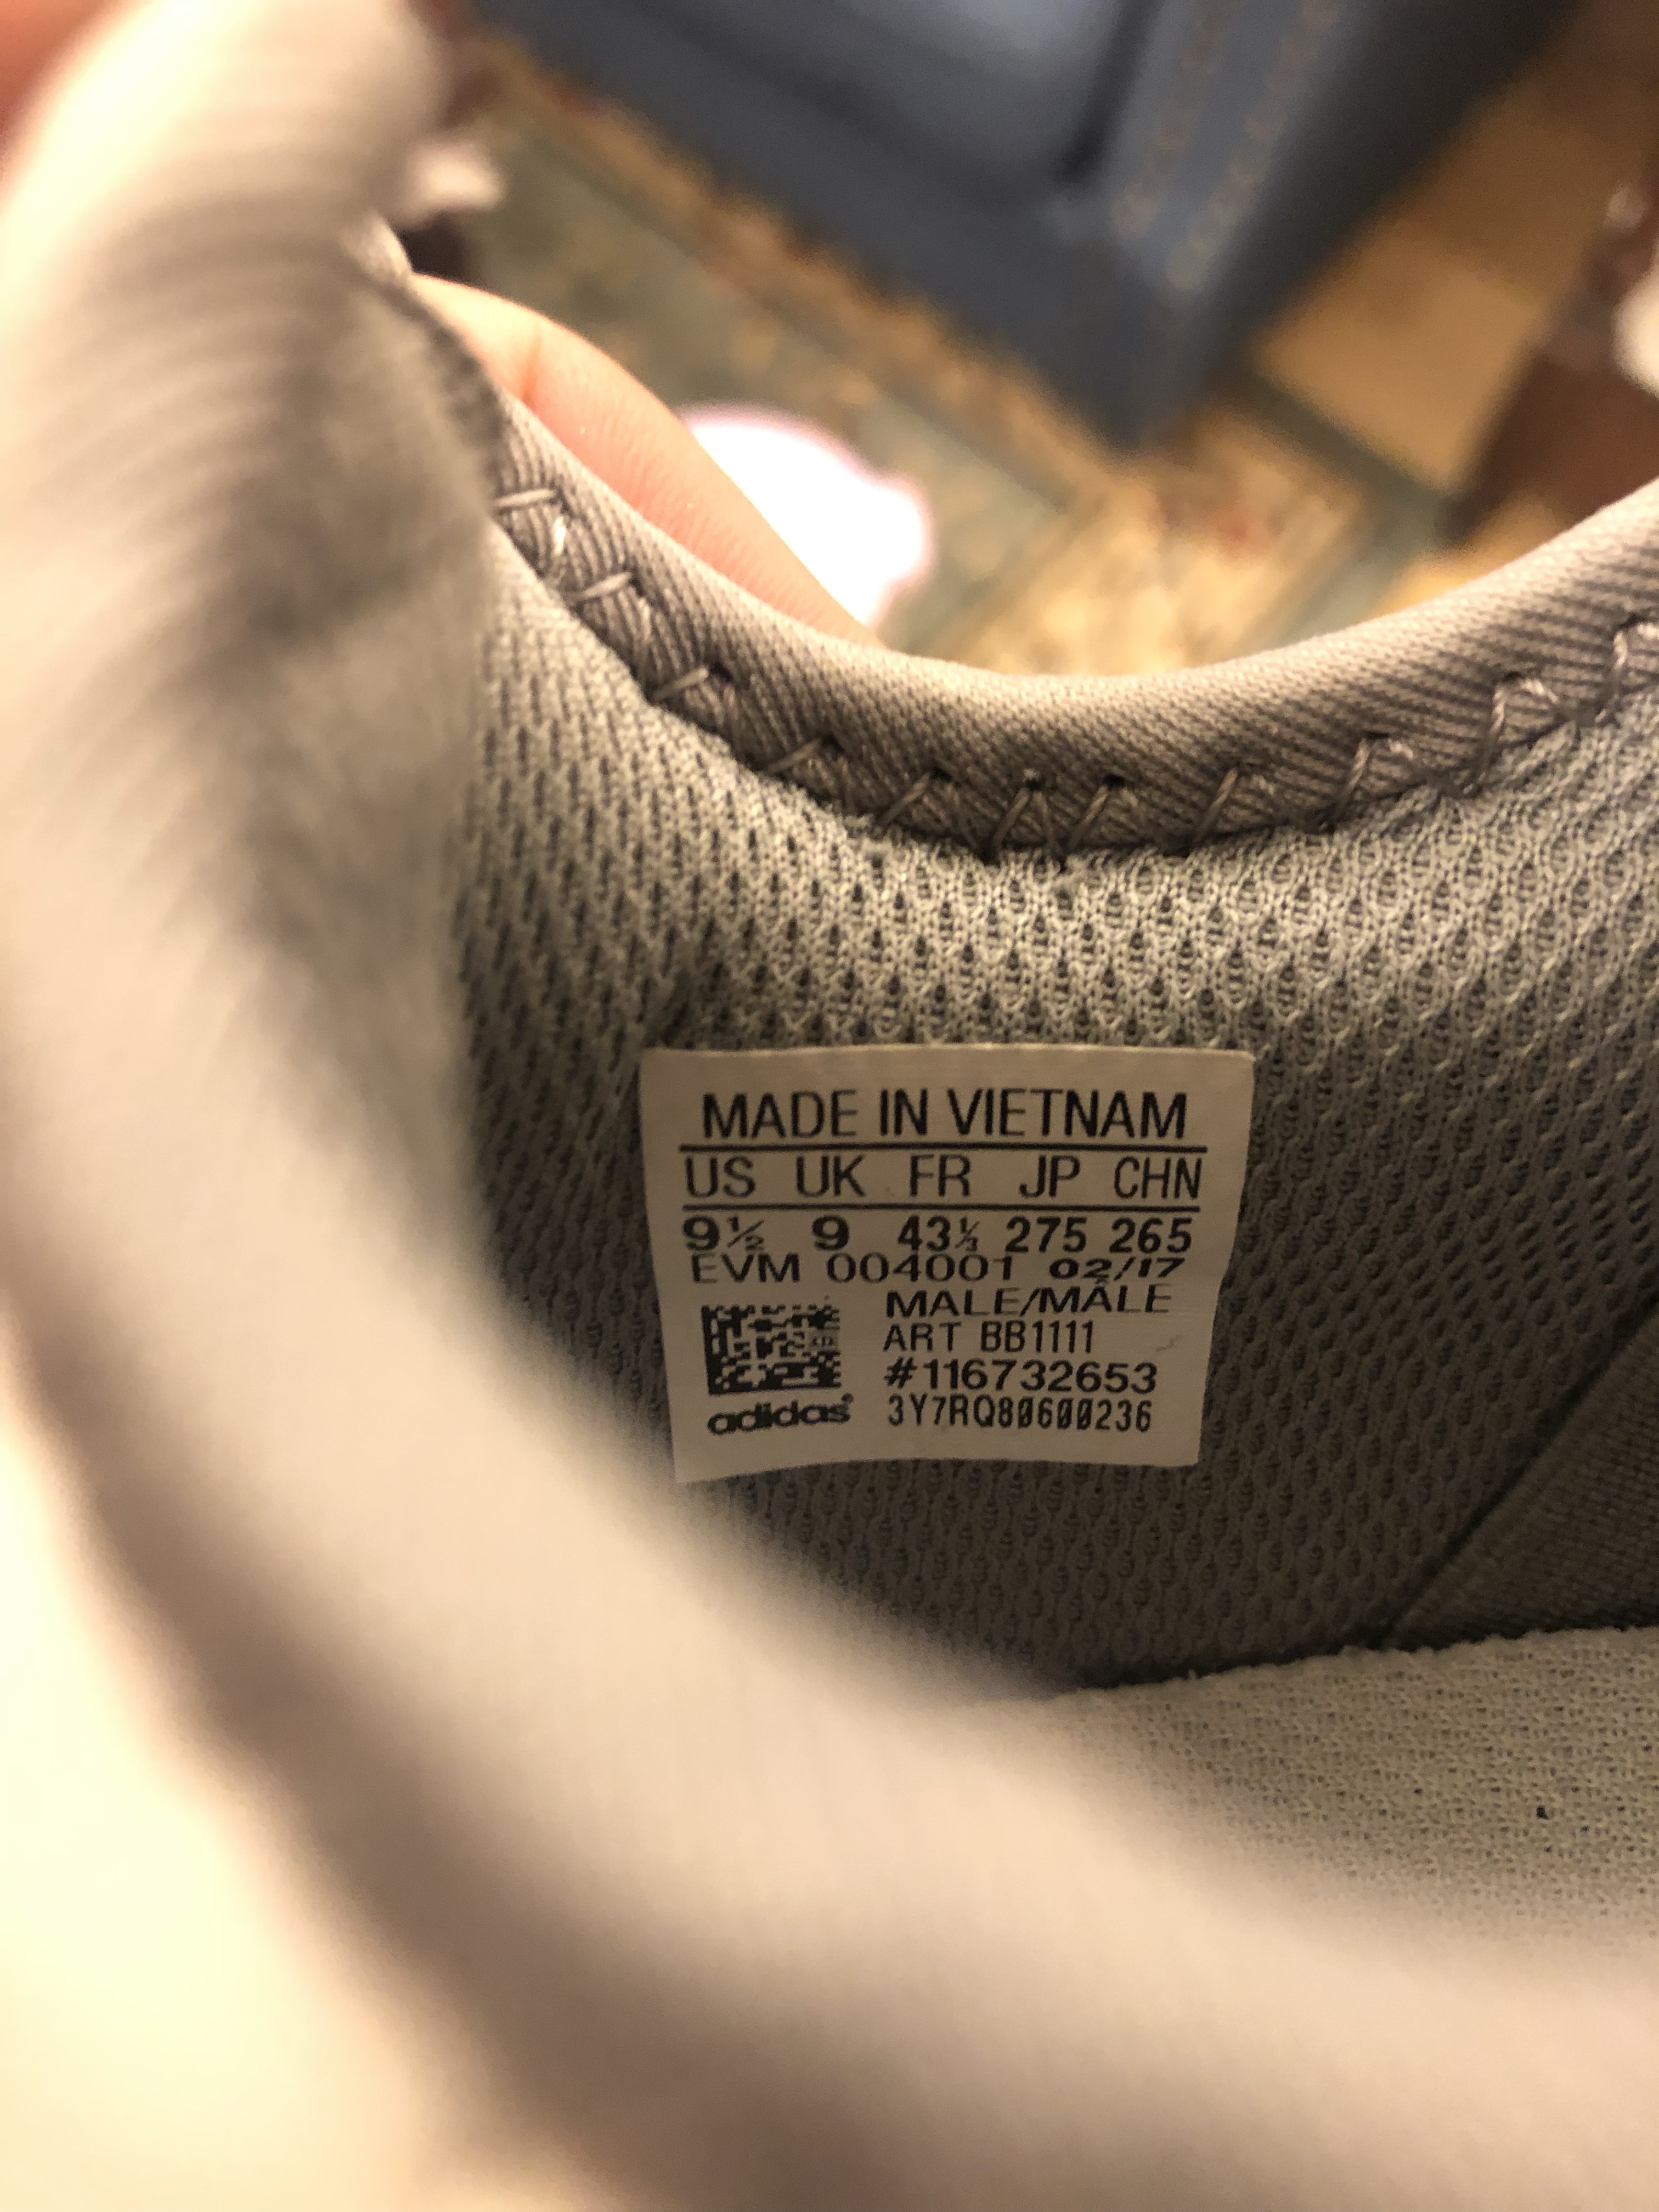 MADE IN VIETNAM
US UK FR JP CHN
9½ 9 43⅓ 275 265
EVM 004001 02/17
MALE/MÂLE
ART BB1111
#116732653
adidas® 3Y7RQ80600236